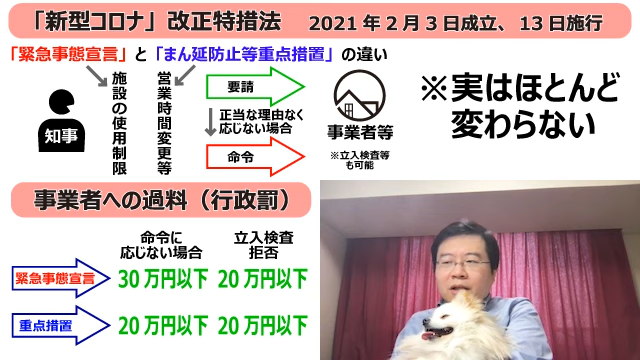 「新型コロナ」改正特措法 2021年2月3日成立、13日施行
「緊急事態宣言」と「まん延防止等重点措置」の違い
知事
施設の使用制限
営業時間変更等
要請
正当な理由なく
応じない場合
命令
事業者等
※立入検査等
も可能
※実はほとんど
変わらない
事業者への過料（行政罰）
命令に
応じない場合
立入検査
拒否
緊急事態宣言 30万円以下 20万円以下
重点措置 20万円以下 20万円以下